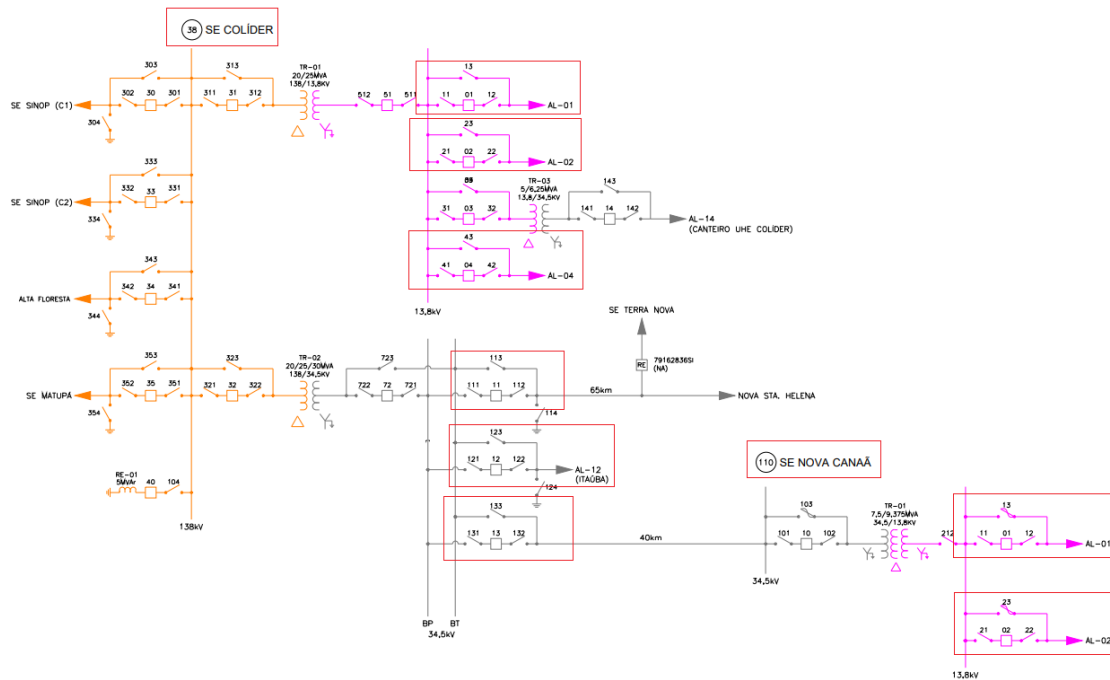 38 SE COLÍDER
303
313
TR-01
20/25MVA
138/13,8KV
302
30
301
311
31
312
SE SINOP (C1)
304
512
51
511
13
11
01
12
AL-01
23
21
02
22
AL-02
333
332
33
331
SE SINOP (C2)
334
TR-03
5/6,25MVA
13,8/34,5KV
31
03
32
143
141
14
142
AL-14
(CANTEIRO UHE COLÍDER)
43
41
04
42
AL-04
13,8kV
343
342
34
341
ALTA FLORESTA
344
SE TERRA NOVA
RE
79162836SI
(NA)
353
323
TR-02
20/25/30MVA
138/34,5KV
723
113
352
35
351
321
32
322
722
72
721
111
11
112
65km
SE MATUPÁ
NOVA STA. HELENA
354
114
123
121
12
122
AL-12
(ITAÚBA)
124
RE-01
5MVAr
40
104
138kV
110 SE NOVA CANAÃ
133
131
13
132
40km
103
101
10
102
TR-01
7,5/9,375MVA
34,5/13,8KV
212
13
11
01
12
AL-01
34,5kV
23
21
02
22
AL-02
13,8kV
BP
BT
34,5kV